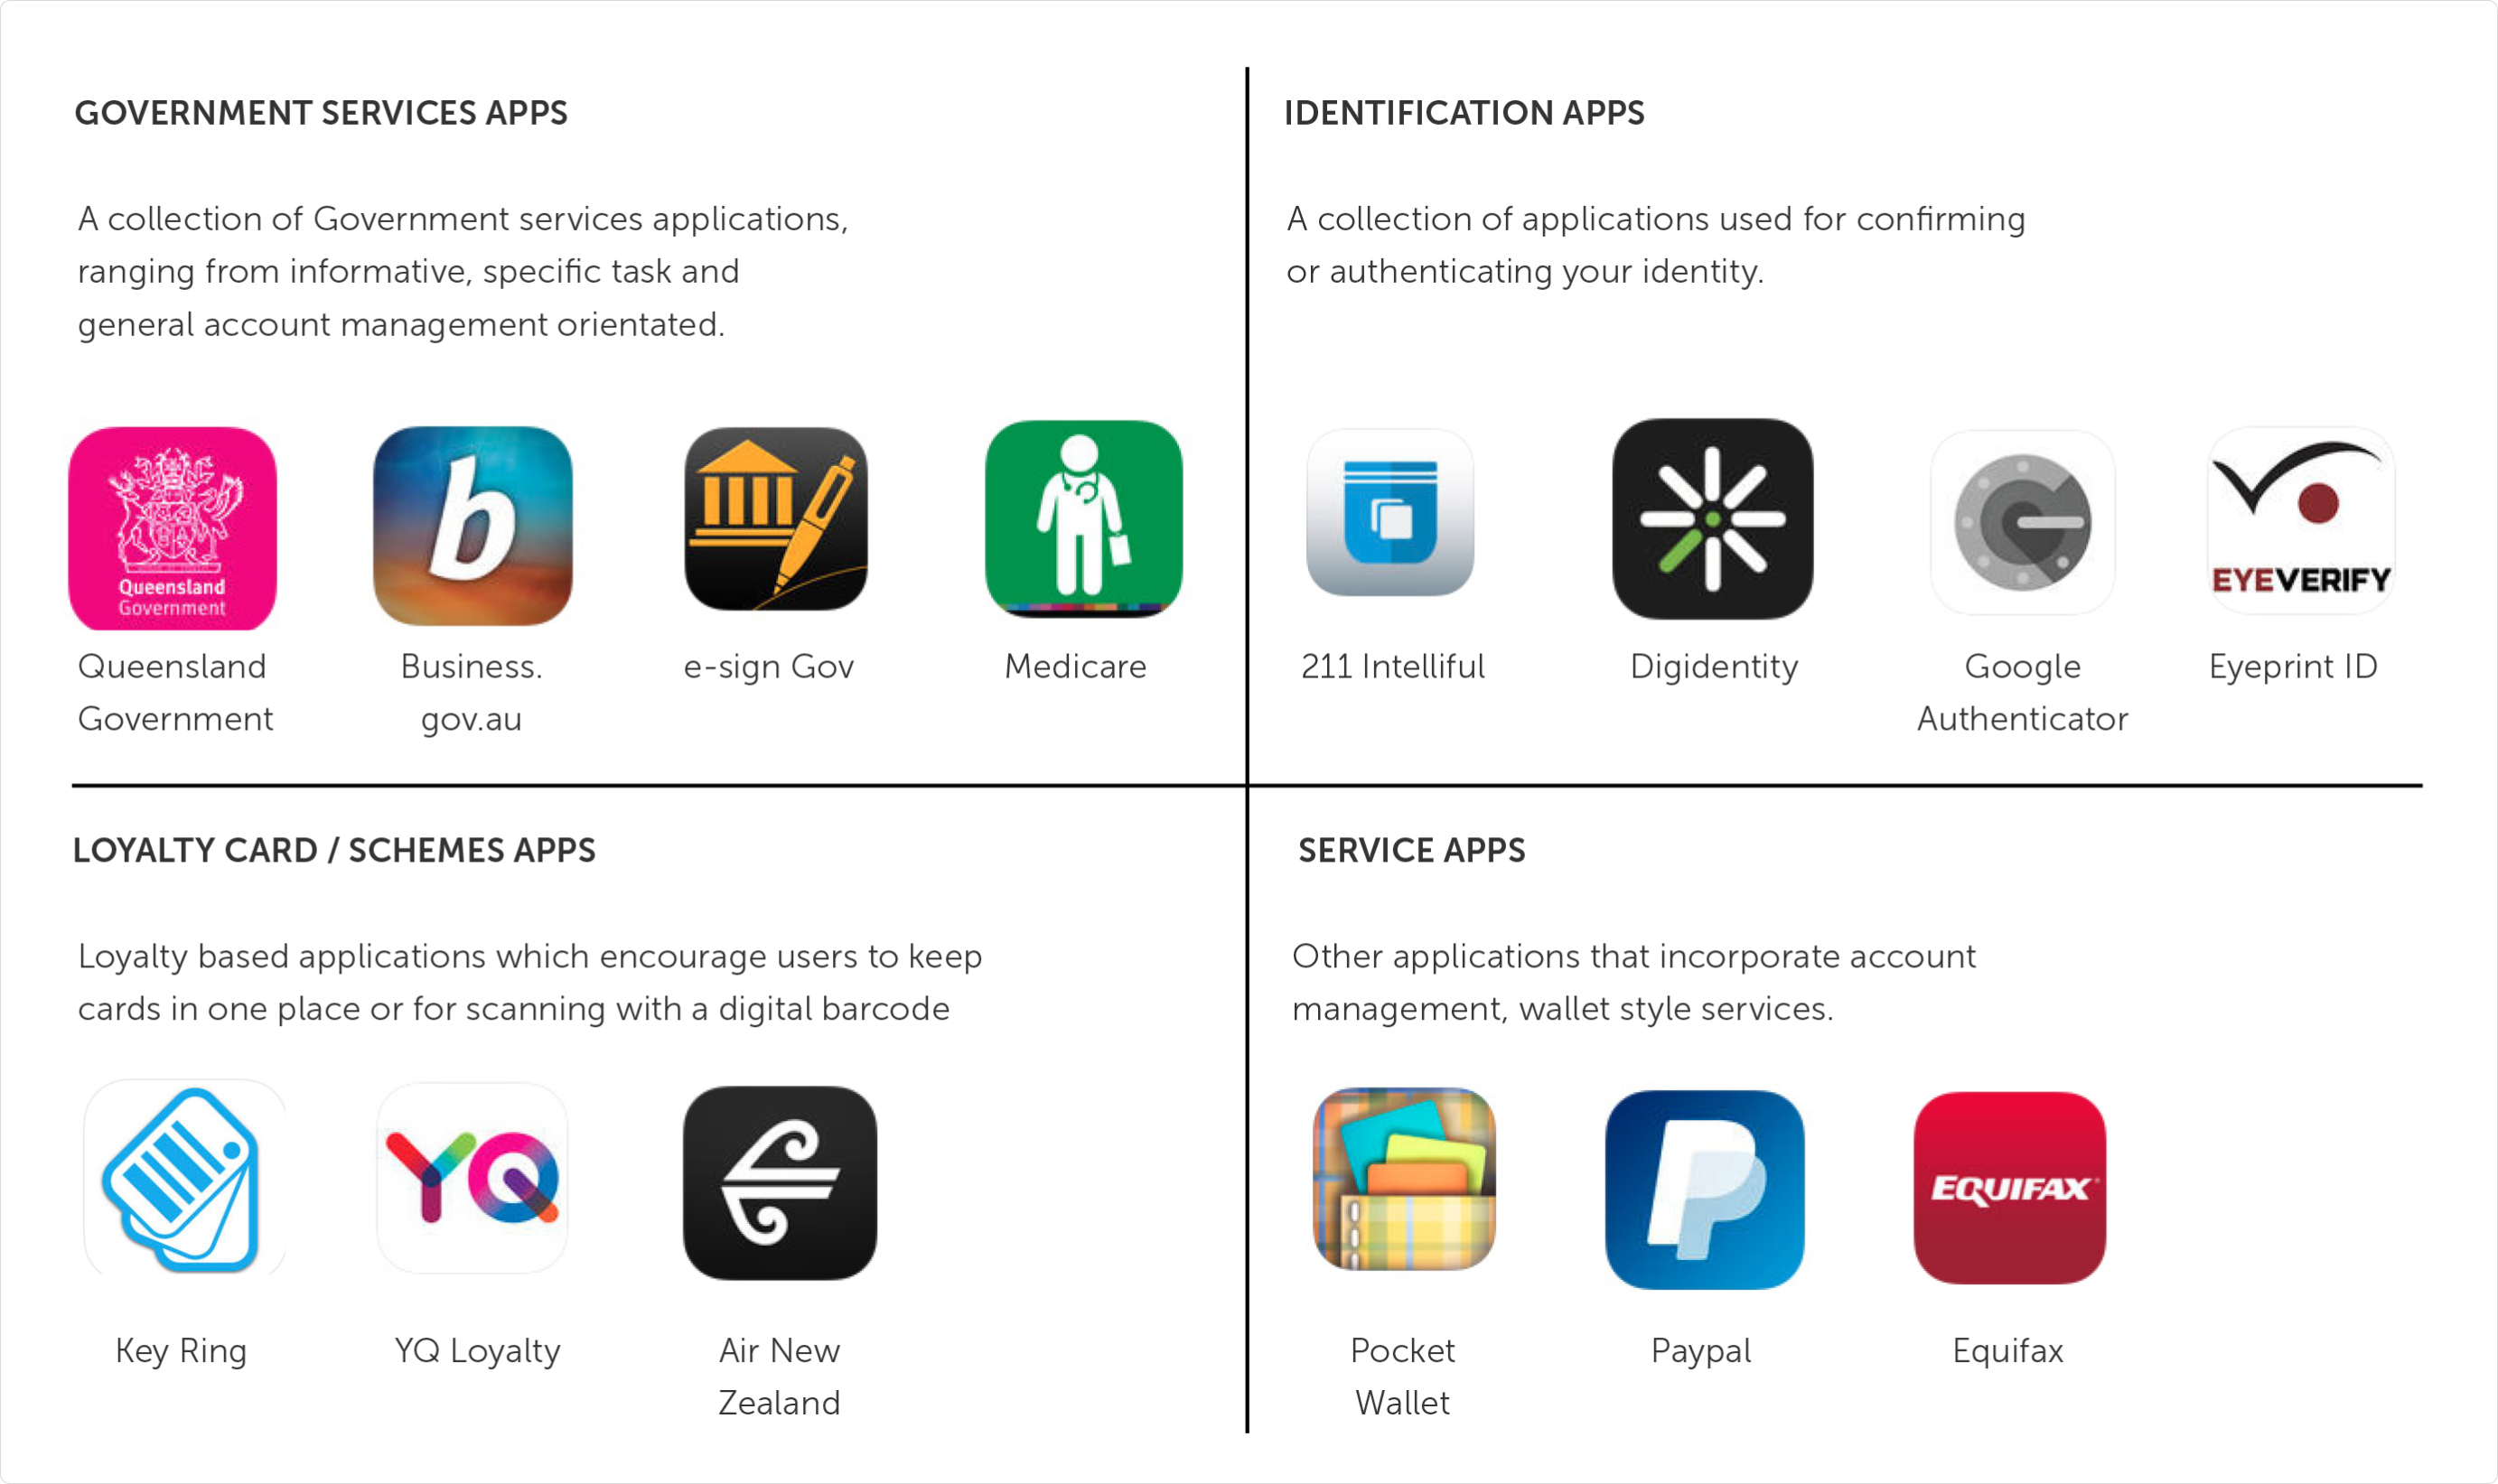 GOVERNMENT SERVICES APPS
A collection of Government services applications,
ranging from informative, specific task and
general account management orientated.
Queensland
Government
b
EQUIFAX
Queensland
Government
Business.
gov.au
e-sign Gov
Medicare
IDENTIFICATION APPS
A collection of applications used for confirming
or authenticating your identity.
EYEVERIFY
211 Intelliful
Digidentity
Google
Authenticator
Eyeprint ID
LOYALTY CARD / SCHEMES APPS
Loyalty based applications which encourage users to keep
cards in one place or for scanning with a digital barcode
YQ
Key Ring
YQ Loyalty
Air New
Zealand
SERVICE APPS
Other applications that incorporate account
management, wallet style services.
P
EQUIFAX
Pocket
Wallet
Paypal
Equifax